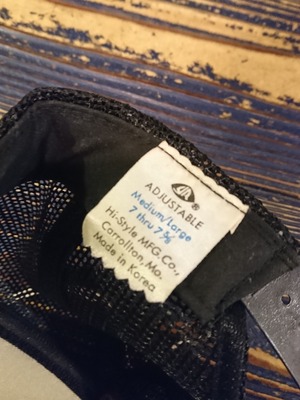 ®
ADJUSTABLE
Medium/Large
7 thru 7⅝
Hi-Style MFG. Co.,
Carrollton, Mo.
Made in Korea